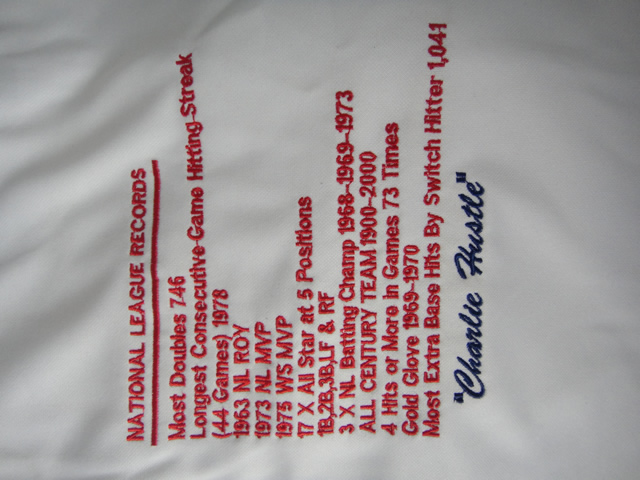 NATIONAL LEAGUE RECORDS
Most Doubles 746
Longest Consecutive Game Hitting Streak
(44 Games) 1978
1963 NL ROY
1973 NL MVP
1975 WS MVP
17 X All Star at 5 Positions
1B,2B,3B,LF & RF
3 X NL Batting Champ 1968-1969-1973
ALL CENTURY TEAM 1900-2000
4 Hits or More in Games 73 Times
Gold Glove 1969-1970
Most Extra Base Hits By Switch Hitter 1,041
"Charlie Hustle"